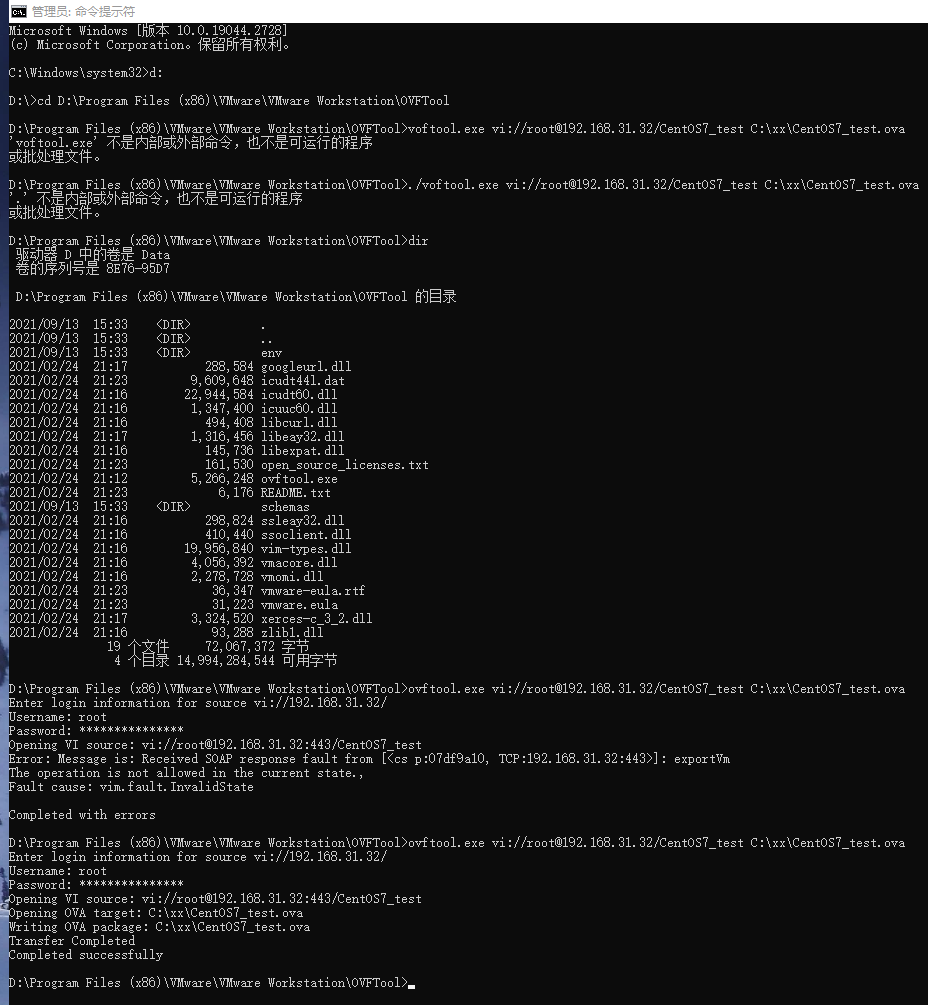 管理员: 命令提示符
Microsoft Windows [版本 10.0.19044.2728]
(c) Microsoft Corporation。保留所有权利。
C:\Windows\system32>d:
D:\>cd D:\Program Files (x86)\VMware\VMware Workstation\OVFTool
D:\Program Files (x86)\VMware\VMware Workstation\OVFTool>voftool.exe vi://root@192.168.31.32/CentOS7_test C:\xx\CentOS7_test.ova
'voftool.exe' 不是内部或外部命令，也不是可运行的程序
或批处理文件。
D:\Program Files (x86)\VMware\VMware Workstation\OVFTool>./voftool.exe vi://root@192.168.31.32/CentOS7_test C:\xx\CentOS7_test.ova
'.' 不是内部或外部命令，也不是可运行的程序
或批处理文件。
D:\Program Files (x86)\VMware\VMware Workstation\OVFTool>dir
驱动器 D 中的卷是 Data
卷的序列号是 8E76-95D7
D:\Program Files (x86)\VMware\VMware Workstation\OVFTool 的目录
2021/09/13  15:33    <DIR>          .
2021/09/13  15:33    <DIR>          ..
2021/09/13  15:33    <DIR>          env
2021/02/24  21:17           288,584 googleurl.dll
2021/02/24  21:23         9,609,648 icudt44l.dat
2021/02/24  21:16        22,944,584 icudt60.dll
2021/02/24  21:16         1,347,400 icuuc60.dll
2021/02/24  21:16           494,408 libcurl.dll
2021/02/24  21:17         1,316,456 libeay32.dll
2021/02/24  21:16           145,736 libexpat.dll
2021/02/24  21:23           161,530 open_source_licenses.txt
2021/02/24  21:12         5,266,248 ovftool.exe
2021/02/24  21:23             6,176 README.txt
2021/09/13  15:33    <DIR>          schemas
2021/02/24  21:16           298,824 ssleay32.dll
2021/02/24  21:16           410,440 ssoclient.dll
2021/02/24  21:16        19,956,840 vim-types.dll
2021/02/24  21:16         4,056,392 vmacore.dll
2021/02/24  21:16         2,278,728 vmomi.dll
2021/02/24  21:23            36,347 vmware-eula.rtf
2021/02/24  21:23            31,223 vmware.eula
2021/02/24  21:17         3,324,520 xerces-c_3_2.dll
2021/02/24  21:16            93,288 zlib1.dll
19 个文件     72,067,372 字节
4 个目录 14,994,284,544 可用字节
D:\Program Files (x86)\VMware\VMware Workstation\OVFTool>ovftool.exe vi://root@192.168.31.32/CentOS7_test C:\xx\CentOS7_test.ova
Enter login information for source vi://192.168.31.32/
Username: root
Password: ***************
Opening VI source: vi://root@192.168.31.32:443/CentOS7_test
Error: Message is: Received SOAP response fault from [<cs p:07df9a10, TCP:192.168.31.32:443>]: exportVm
The operation is not allowed in the current state.,
Fault cause: vim.fault.InvalidState
Completed with errors
D:\Program Files (x86)\VMware\VMware Workstation\OVFTool>ovftool.exe vi://root@192.168.31.32/CentOS7_test C:\xx\CentOS7_test.ova
Enter login information for source vi://192.168.31.32/
Username: root
Password: ***************
Opening VI source: vi://root@192.168.31.32:443/CentOS7_test
Opening OVA target: C:\xx\CentOS7_test.ova
Writing OVA package: C:\xx\CentOS7_test.ova
Transfer Completed
Completed successfully
D:\Program Files (x86)\VMware\VMware Workstation\OVFTool>